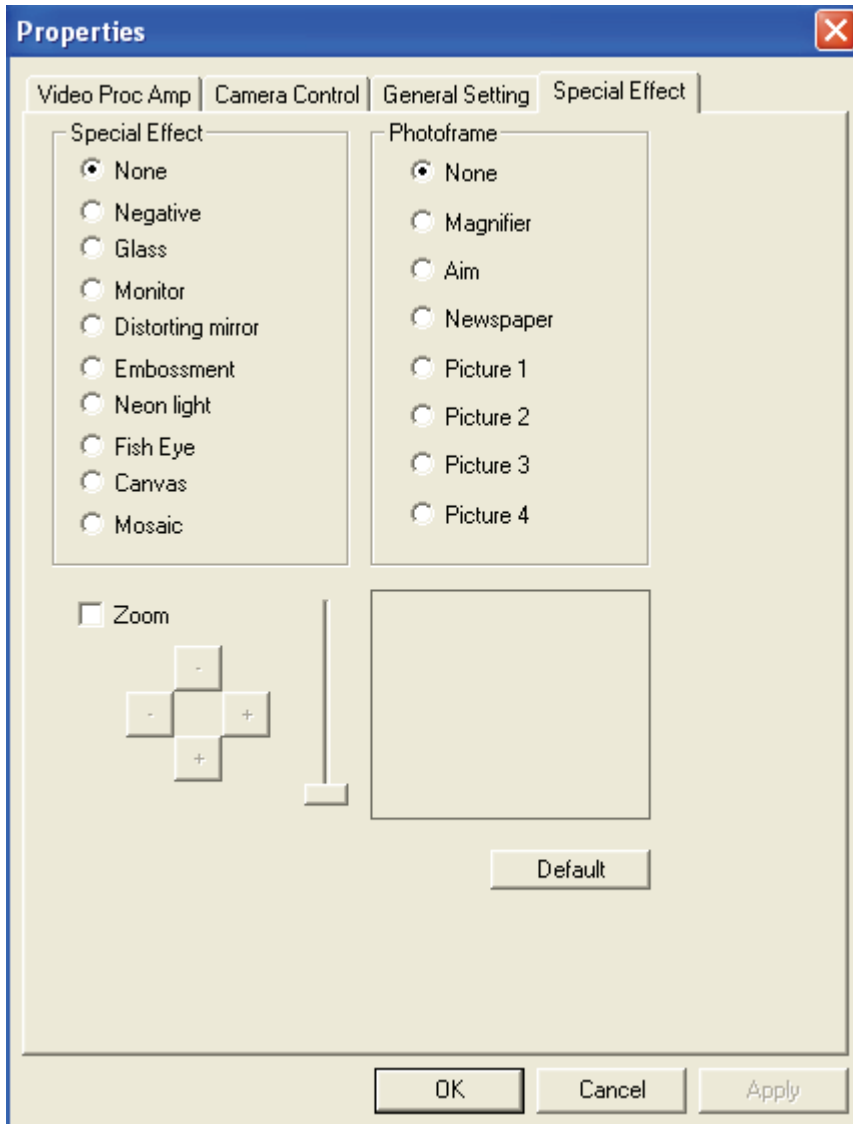 Properties
Video Proc Amp
Camera Control
General Setting
Special Effect
Special Effect
None
Negative
Glass
Monitor
Distorting mirror
Embossment
Neon light
Fish Eye
Canvas
Mosaic
Photoframe
None
Magnifier
Aim
Newspaper
Picture 1
Picture 2
Picture 3
Picture 4
Zoom
-
-
+
+
Default
OK
Cancel
Apply